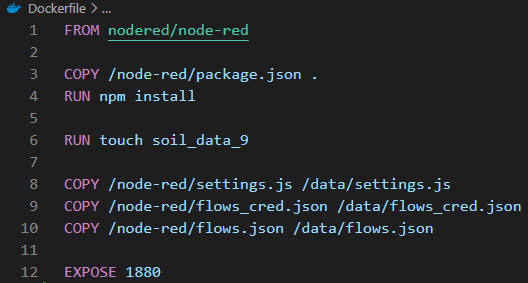 Dockerfile > ...
1 FROM nodered/node-red
2
3 COPY /node-red/package.json .
4 RUN npm install
5
6 RUN touch soil_data_9
7
8 COPY /node-red/settings.js /data/settings.js
9 COPY /node-red/flows_cred.json /data/flows_cred.json
10 COPY /node-red/flows.json /data/flows.json
11
12 EXPOSE 1880